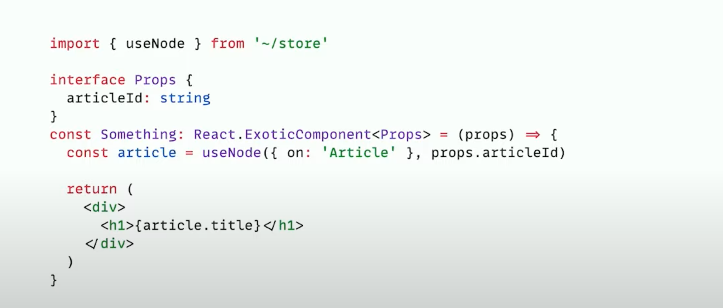 import { useNode } from '~/store'
interface Props {
  articleId: string
}
const Something: React.ExoticComponent<Props> = (props) => {
  const article = useNode({ on: 'Article' }, props.articleId)
  return (
    <div>
      <h1>{article.title}</h1>
    </div>
  )
}